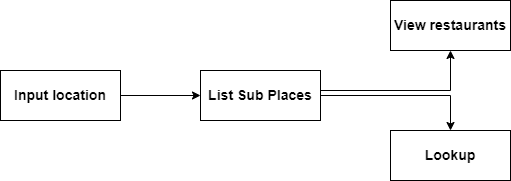 View restaurants
Input location
List Sub Places
Lookup